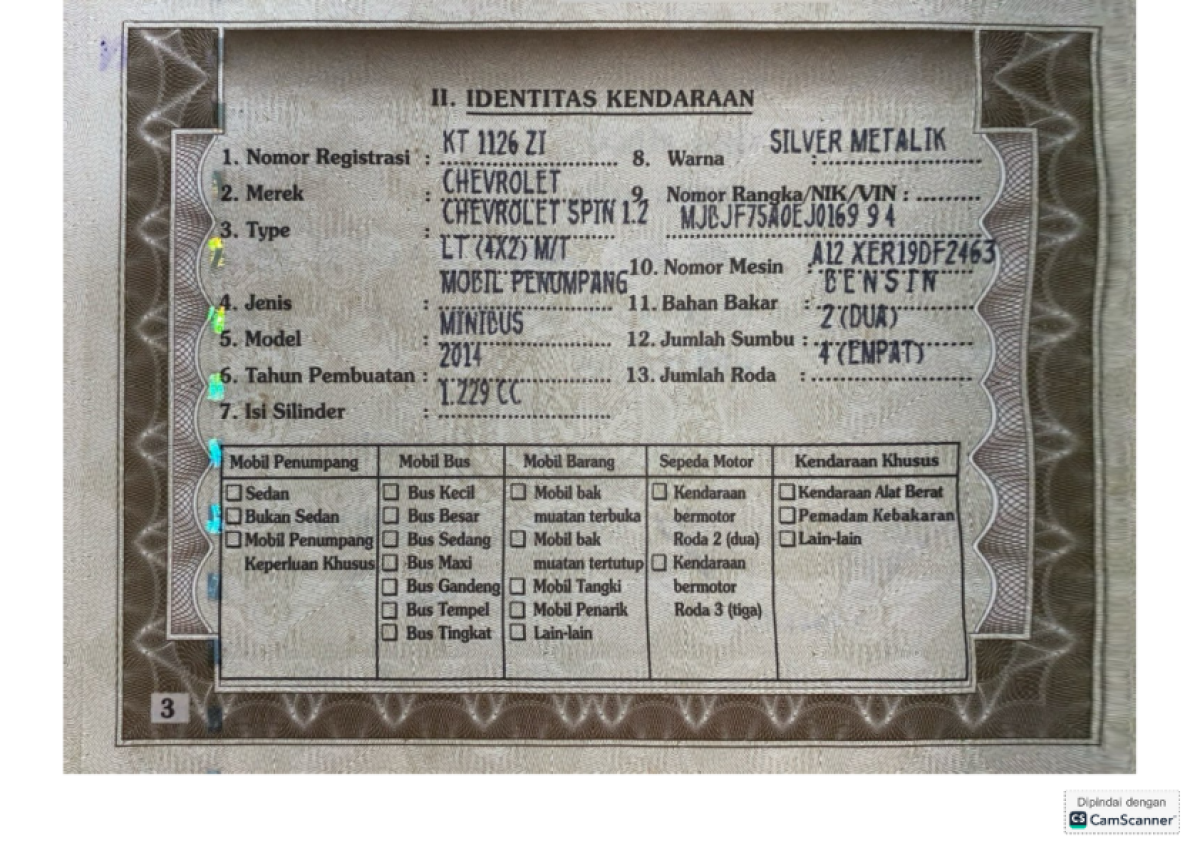 II. IDENTITAS KENDARAAN
1. Nomor Registrasi : KT 1126 ZI
2. Merek : CHEVROLET
3. Type : CHEVROLET SPIN 1.2
LT (4X2) M/T
4. Jenis : MOBIL PENUMPANG
5. Model : MINIBUS
6. Tahun Pembuatan : 2014
7. Isi Silinder : 1.229 CC
8. Warna : SILVER METALIK
9. Nomor Rangka/NIK/VIN :
MJBJF75A0EJ0169 9 4
10. Nomor Mesin : A12 XER19DF2463
11. Bahan Bakar : BENSIN
12. Jumlah Sumbu : 2 (DUA)
13. Jumlah Roda : 4 (EMPAT)
Mobil Penumpang
Sedan
Bukan Sedan
Mobil Penumpang
Keperluan Khusus
Mobil Bus
Bus Kecil
Bus Besar
Bus Sedang
Bus Maxi
Bus Gandeng
Bus Tempel
Bus Tingkat
Mobil Barang
Mobil bak
muatan terbuka
Mobil bak
muatan tertutup
Mobil Tangki
Mobil Penarik
Lain-lain
Sepeda Motor
Kendaraan
bermotor
Roda 2 (dua)
Kendaraan
bermotor
Roda 3 (tiga)
Kendaraan Khusus
Kendaraan Alat Berat
Pemadam Kebakaran
Lain-lain
3
Dipindai dengan
CS CamScanner